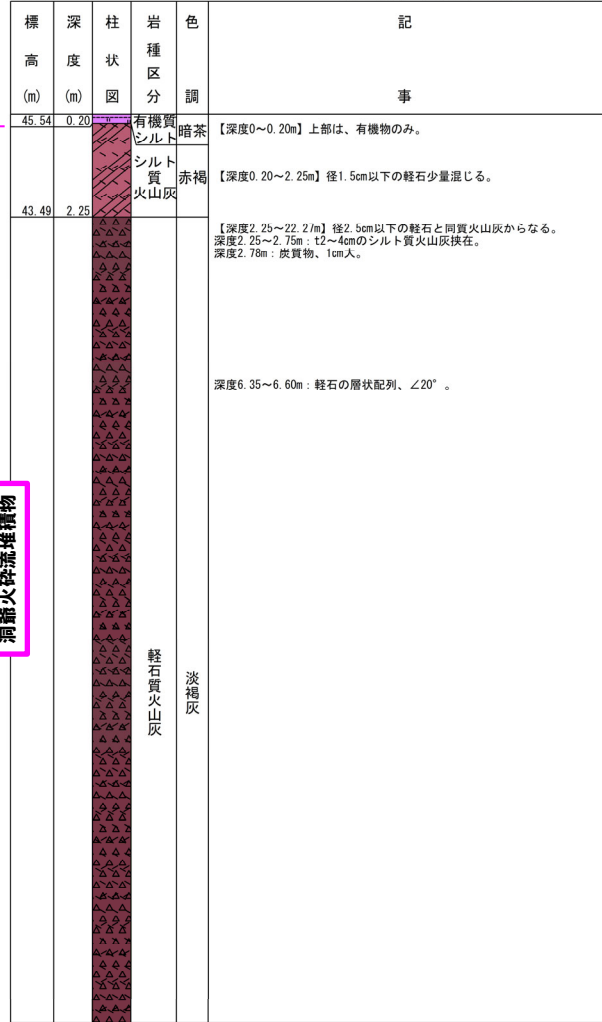 標高(m)
深度(m)
柱状図
岩種区分
色調
記事
45.54
0.20
有機質シルト
暗茶
【深度0~0.20m】上部は、有機物のみ。
シルト質火山灰
赤褐
【深度0.20~2.25m】径1.5cm以下の軽石少量混じる。
43.49
2.25
【深度2.25~22.27m】径2.5cm以下の軽石と同質火山灰からなる。
深度2.25~2.75m：t2~4cmのシルト質火山灰挟在。
深度2.78m：炭質物、1cm大。
深度6.35~6.60m：軽石の層状配列、∠20°。
洞爺火砕流堆積物
軽石質火山灰
淡褐灰